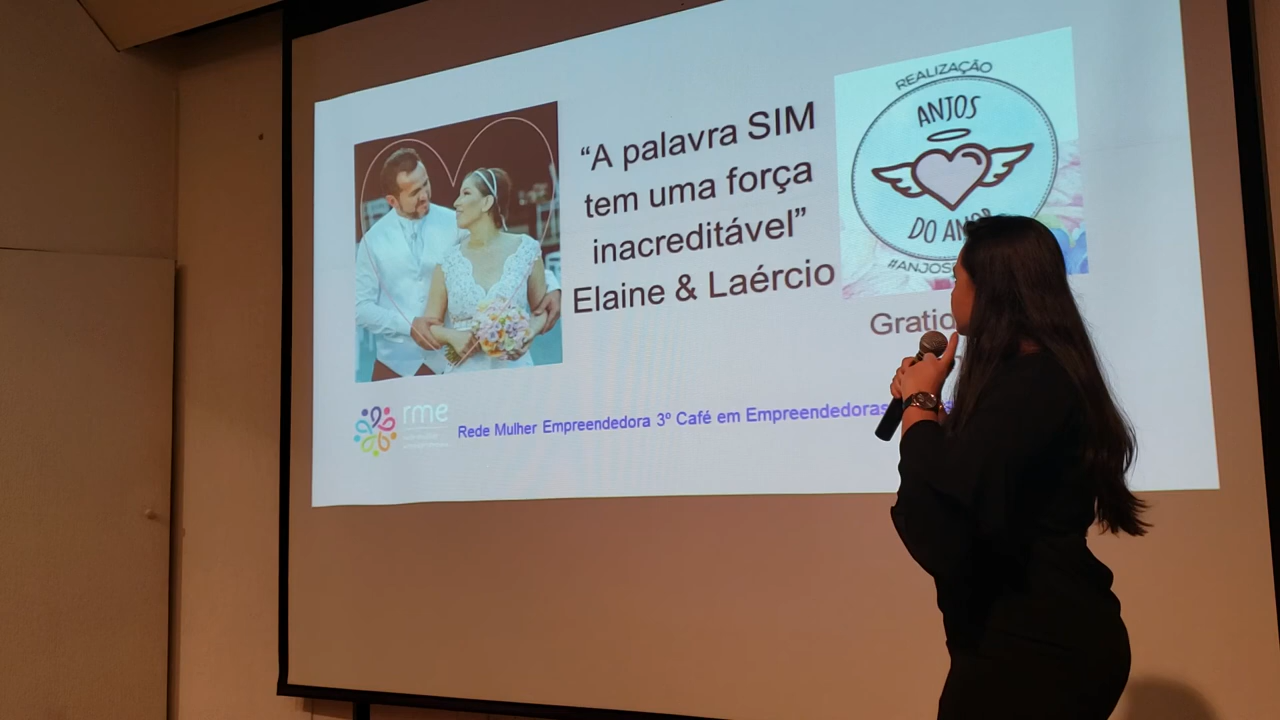 “A palavra SIM
tem uma força
inacreditável”
Elaine & Laércio
REALIZAÇÃO
ANJOS
DO
rme
Rede Mulher Empreendedora 3º Café em Empreendedoras